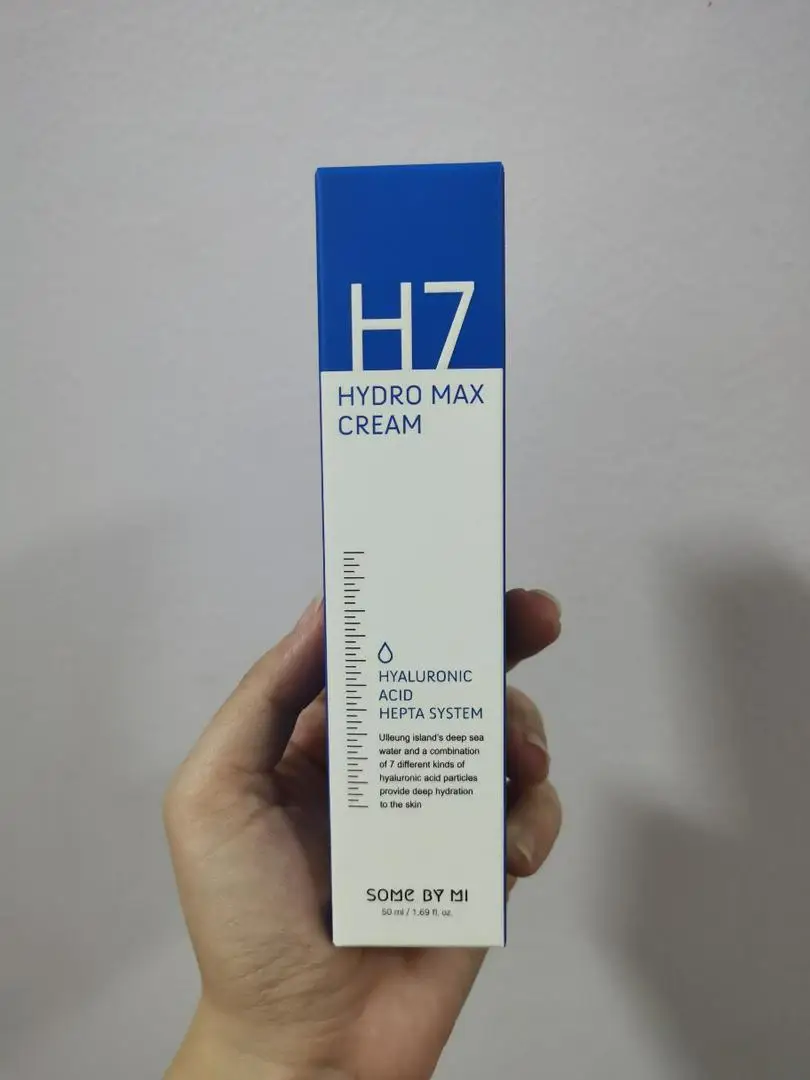 H7
HYDRO MAX
CREAM
HYALURONIC
ACID
HEPTA SYSTEM
Ulleung island's deep sea
water and a combination
of 7 different kinds of
hyaluronic acid particles
provide deep hydration
to the skin
SOME BY MI
50 ml / 1.69 fl. oz.